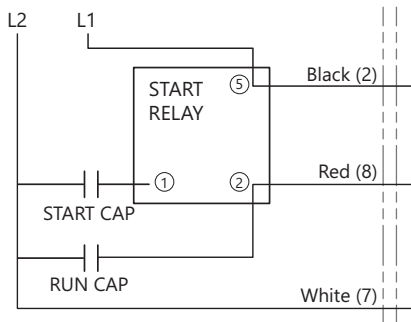 L2 L1
Black (2)
START
RELAY
⑤
Red (8)
①
②
START CAP
RUN CAP
White (7)